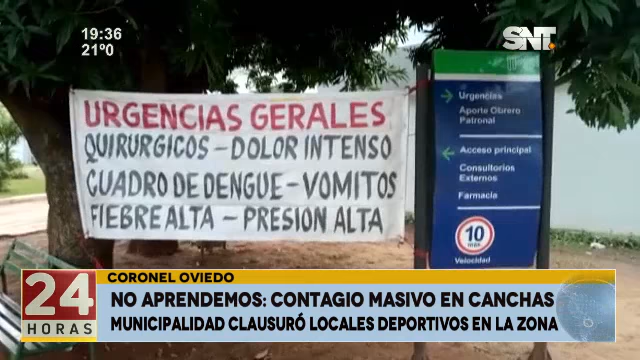 19:36
21°0
SNT
URGENCIAS GERALES
QUIRURGICOS - DOLOR INTENSO
CUADRO DE DENGUE - VOMITOS
FIEBRE ALTA - PRESION ALTA
Urgencias
Aporte Obrero
Patronal
Acceso principal
Consultorios
Externos
Farmacia
10
Velocidad
24
HORAS
CORONEL OVIEDO
NO APRENDEMOS: CONTAGIO MASIVO EN CANCHAS
MUNICIPALIDAD CLAUSURÓ LOCALES DEPORTIVOS EN LA ZONA